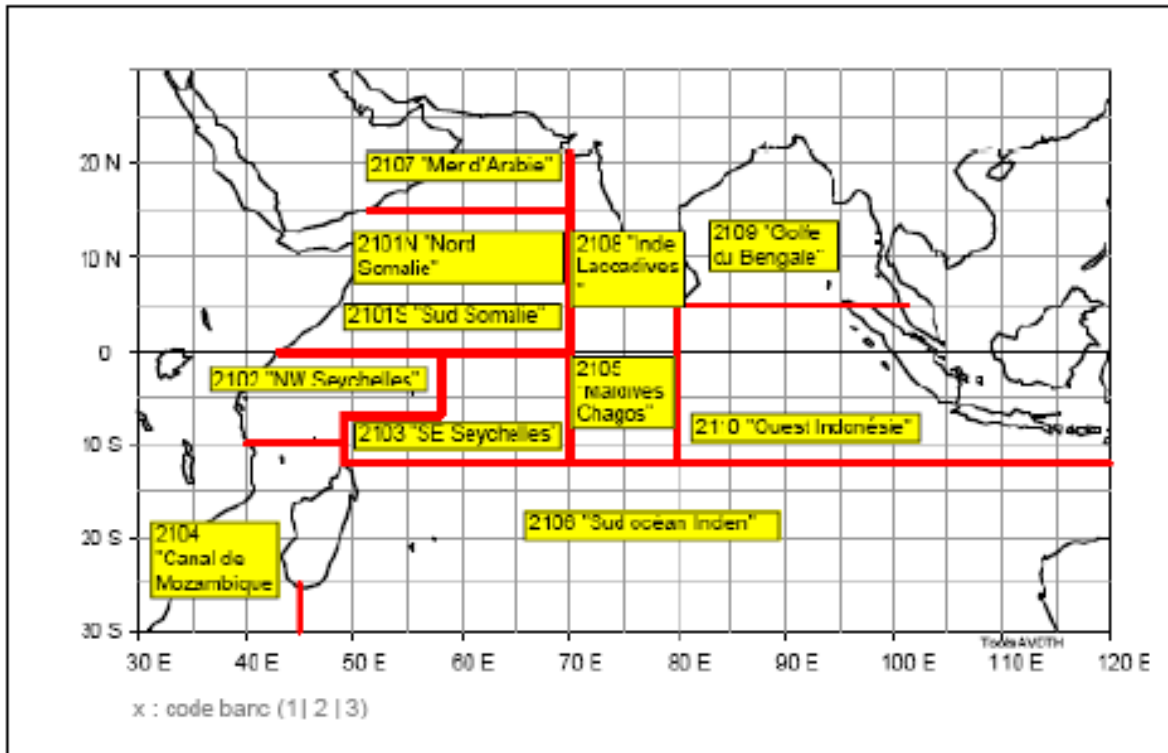 20 N
10 N
0
10 S
20 S
30 S
2107 "Mer d'Arabie"
2101N "Nord
Somalie"
2101S "Sud Somalie"
2108 "Inde
Laccadives
"
2109 "Golfe
du Bengale"
2102 "NW Seychelles"
2105
"Maldives
Chagos"
2103 "SE Seychelles"
2110 "Ouest Indonésie"
2106 "Sud océan Indien"
2104
"Canal de
Mozambique
ToolsAVDTH
30 E 40 E 50 E 60 E 70 E 80 E 90 E 100 E 110 E 120 E
x : code banc (1| 2 | 3)